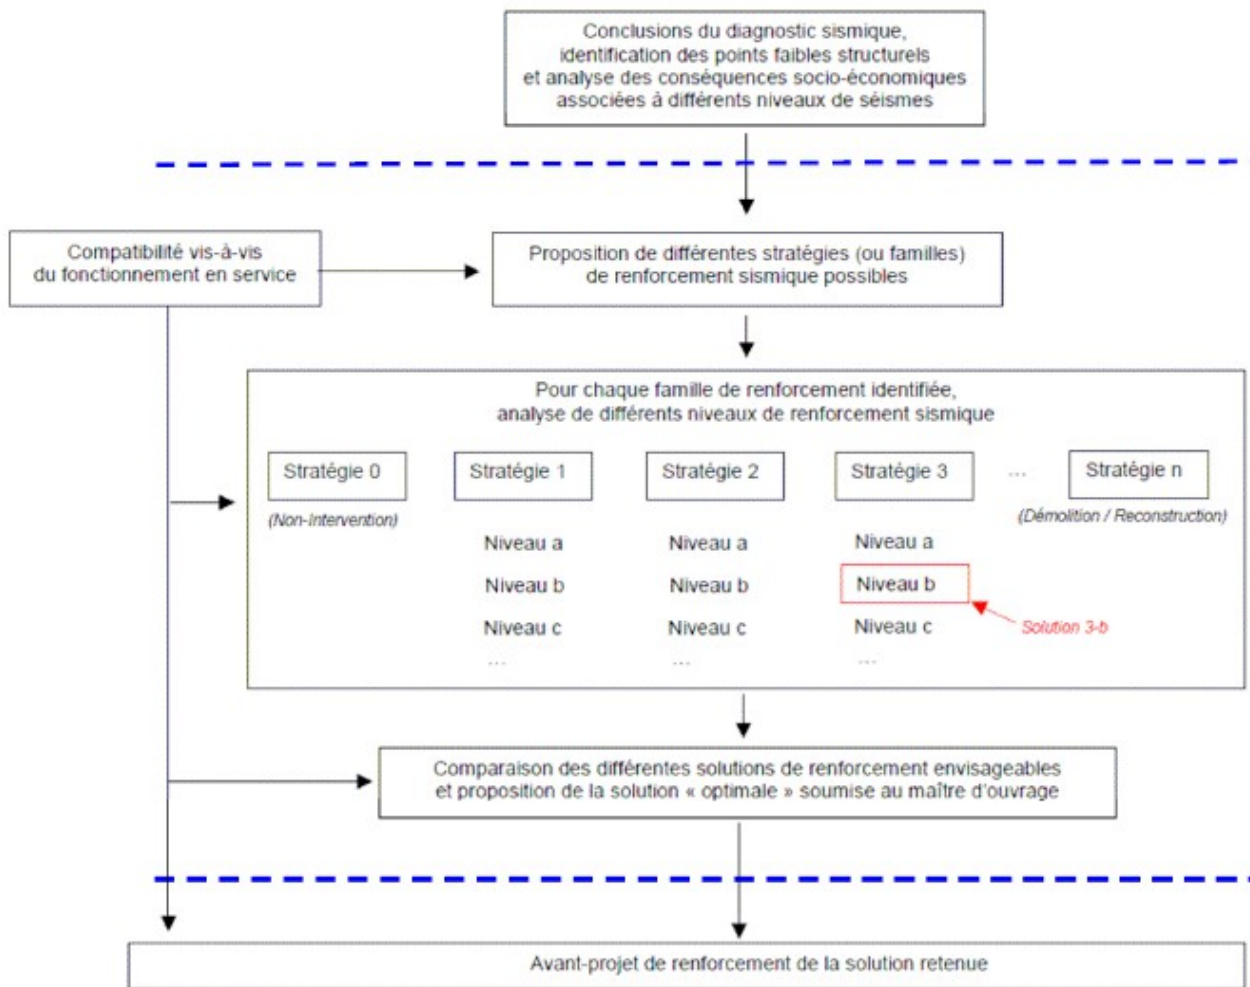 Conclusions du diagnostic sismique,
identification des points faibles structurels
et analyse des conséquences socio-économiques
associées à différents niveaux de séismes
Compatibilité vis-à-vis
du fonctionnement en service
Proposition de différentes stratégies (ou familles)
de renforcement sismique possibles
Pour chaque famille de renforcement identifiée,
analyse de différents niveaux de renforcement sismique
Stratégie 0
Stratégie 1
Stratégie 2
Stratégie 3
...
Stratégie n
(Non-Intervention)
(Démolition / Reconstruction)
Niveau a
Niveau a
Niveau a
Niveau b
Niveau b
Niveau b
Niveau c
Niveau c
Niveau c
Solution 3-b
...
...
...
Comparaison des différentes solutions de renforcement envisageables
et proposition de la solution « optimale » soumise au maître d'ouvrage
Avant-projet de renforcement de la solution retenue